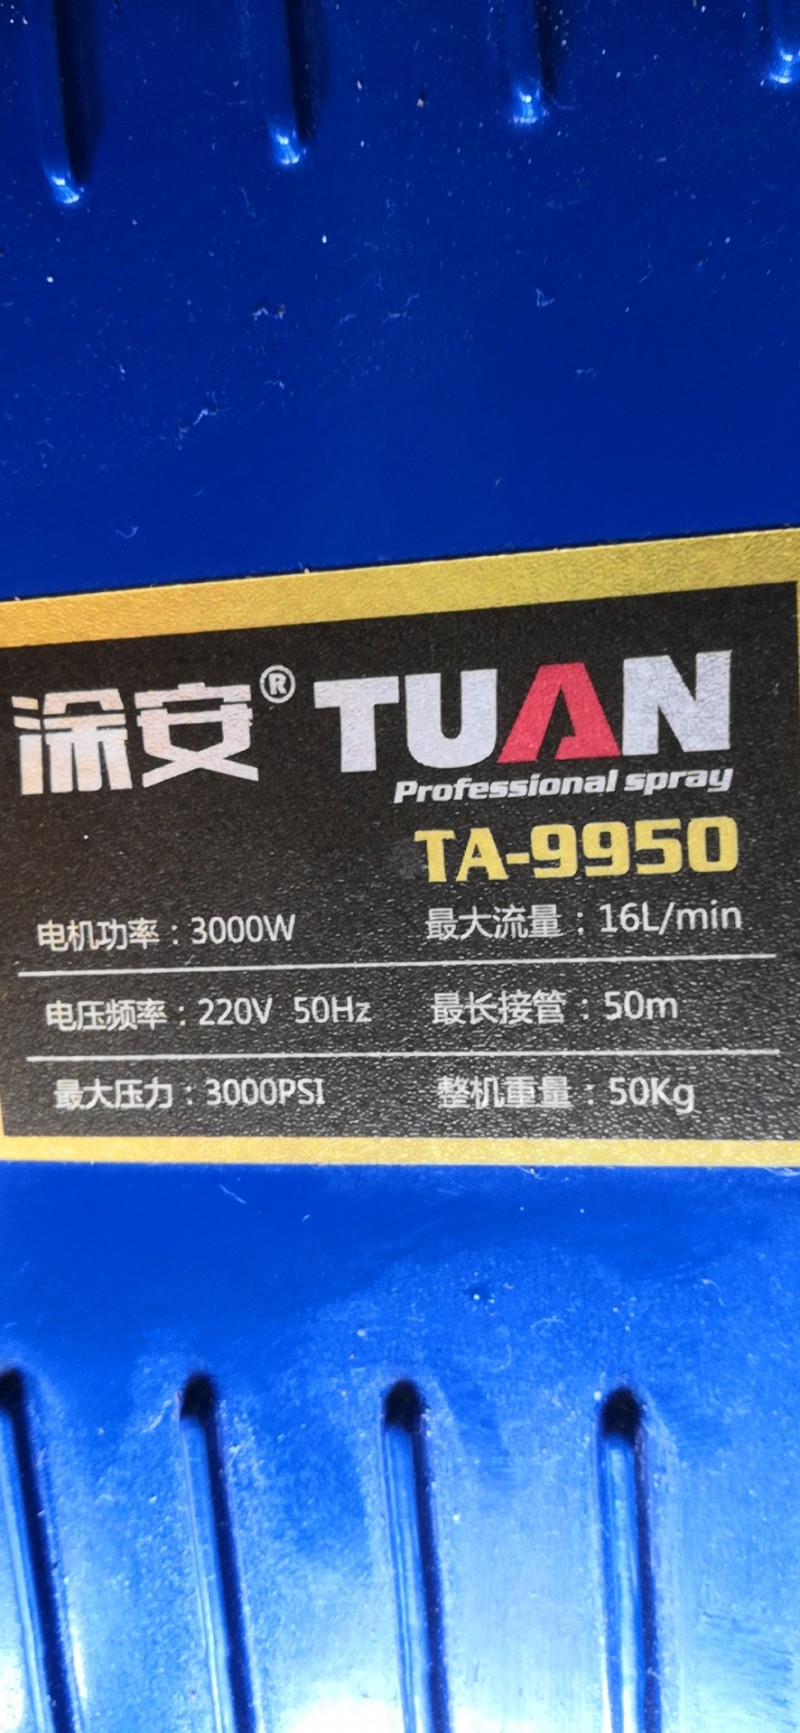 涂安® TUAN
Professional spray
TA-9950
电机功率：3000W 最大流量：16L/min
电压频率：220V 50Hz 最长接管：50m
最大压力：3000PSI 整机重量：50Kg